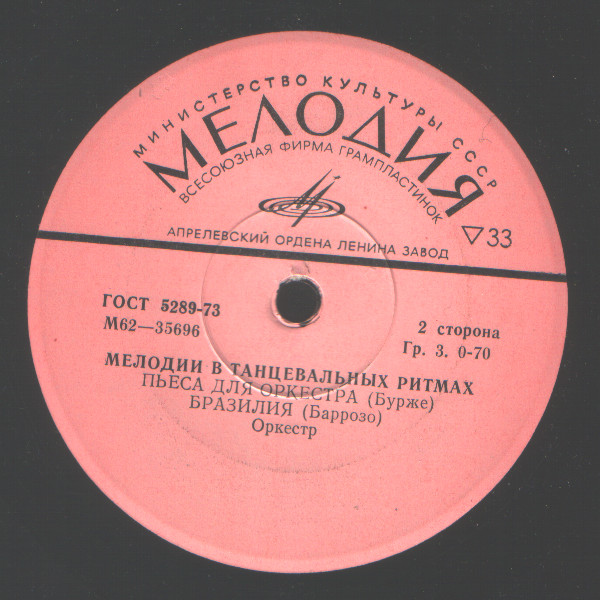 МИНИСТЕРСТВО КУЛЬТУРЫ СССР
МЕЛОДИЯ
ВСЕСОЮЗНАЯ ФИРМА ГРАМПЛАСТИНОК
АПРЕЛЕВСКИЙ ОРДЕНА ЛЕНИНА ЗАВОД
▽33
ГОСТ 5289-73
М62—35696
2 сторона
Гр. 3. 0-70
МЕЛОДИИ В ТАНЦЕВАЛЬНЫХ РИТМАХ
ПЬЕСА ДЛЯ ОРКЕСТРА (Бурже)
БРАЗИЛИЯ (Баррозо)
Оркестр